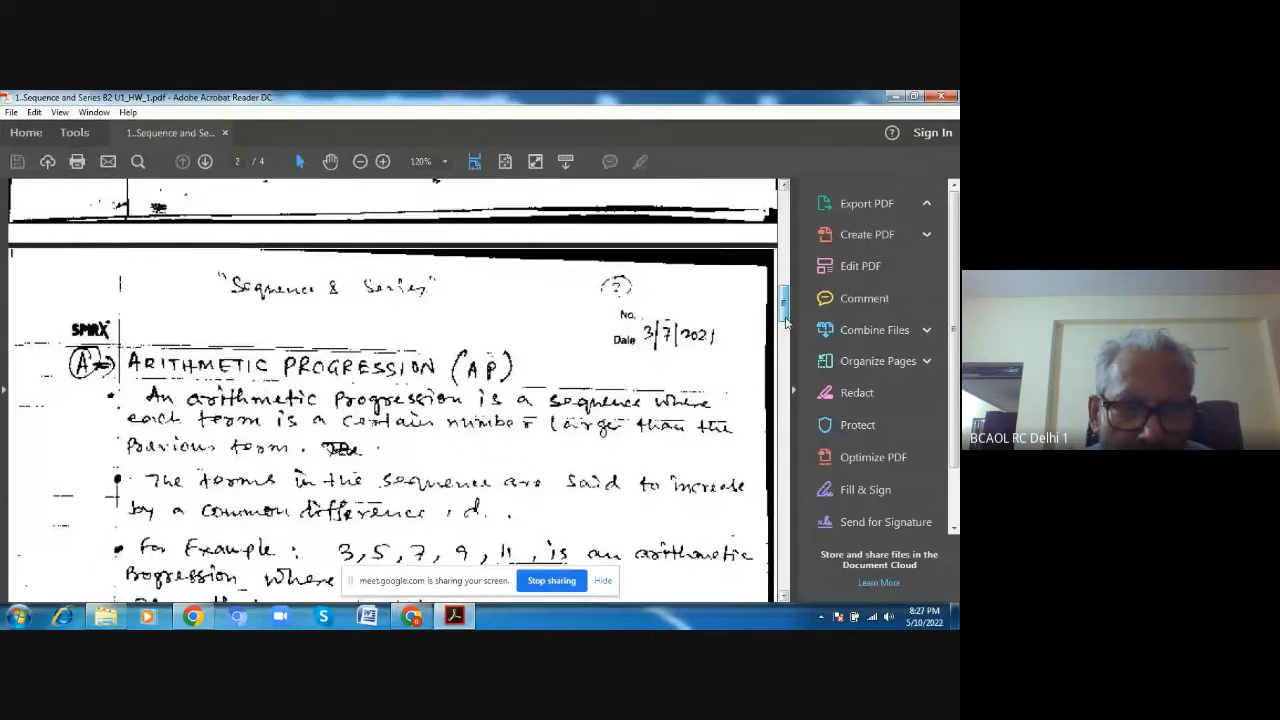 1..Sequence and Series B2 U1_HW_1.pdf - Adobe Acrobat Reader DC
File Edit View Window Help
Home Tools 1..Sequence and Se... × Sign In
2 / 4 120%
"Sequence & Series" (2)
No.
SPIRX Date 3/7/2021
(A) ARITHMETIC PROGRESSION (AP)
• An arithmetic progression is a sequence where
each term is a certain number larger than the
previous term.
• The terms in the sequence are said to increase
by a common difference, d.
• For Example: 3, 5, 7, 9, 11, is an arithmetic
Progression where
meet.google.com is sharing your screen. Stop sharing Hide
Export PDF
Create PDF
Edit PDF
Comment
Combine Files
Organize Pages
Redact
Protect
Optimize PDF
Fill & Sign
Send for Signature
Store and share files in the
Document Cloud
Learn More
8:27 PM
5/10/2022
BCAOL RC Delhi 1